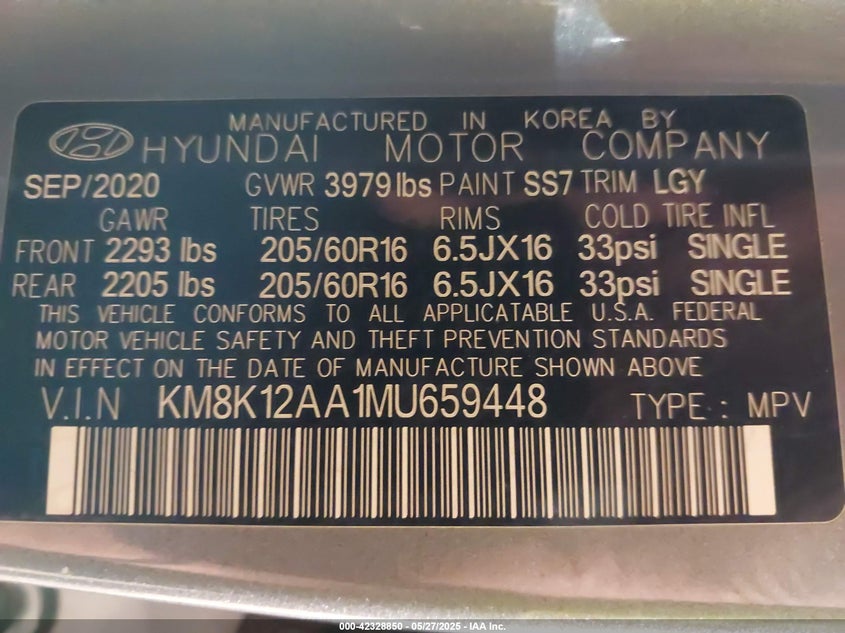 MANUFACTURED IN KOREA BY
HYUNDAI MOTOR COMPANY
SEP/2020 GVWR 3979lbs PAINT SS7 TRIM LGY
GAWR TIRES RIMS COLD TIRE INFL
FRONT 2293 lbs 205/60R16 6.5JX16 33psi SINGLE
REAR 2205 lbs 205/60R16 6.5JX16 33psi SINGLE
THIS VEHICLE CONFORMS TO ALL APPLICATABLE U.S.A. FEDERAL
MOTOR VEHICLE SAFETY AND THEFT PREVENTION STANDARDS
IN EFFECT ON THE DATE OF MANUFACTURE SHOWN ABOVE
V.I.N KM8K12AA1MU659448 TYPE : MPV
000-42328850 - 05/27/2025 - IAA Inc.